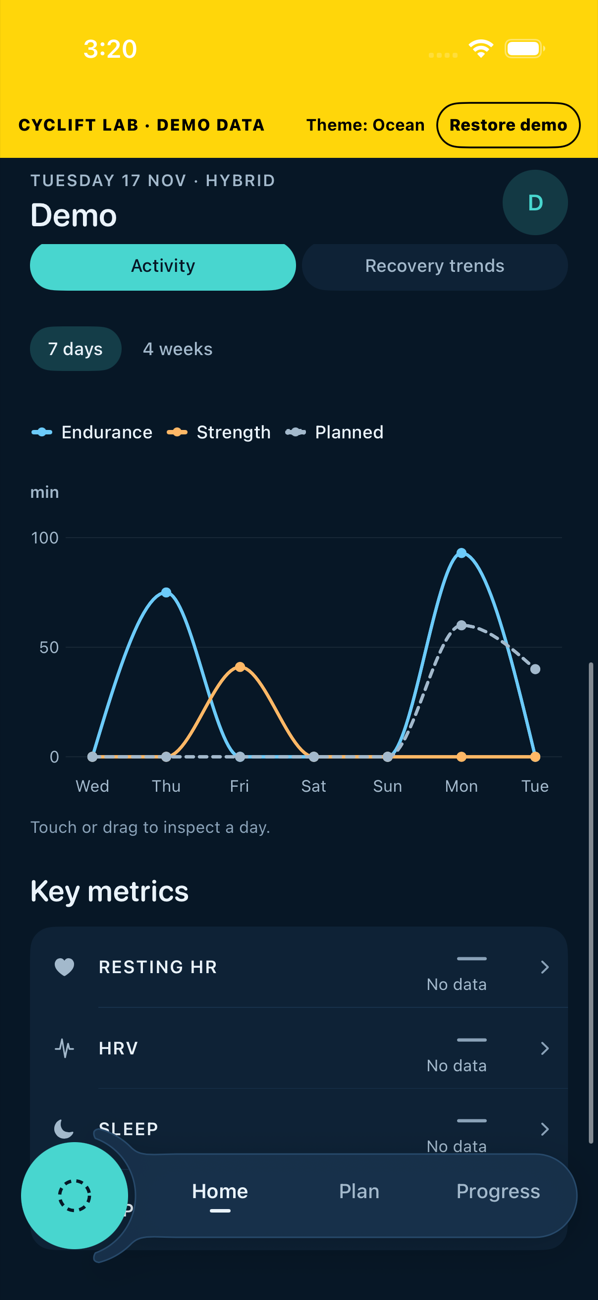 3:20
CYCLIFT LAB · DEMO DATA
Theme: Ocean
Restore demo
TUESDAY 17 NOV · HYBRID
Demo
D
Activity
Recovery trends
7 days
4 weeks
Endurance
Strength
Planned
min
100
50
0
Wed Thu Fri Sat Sun Mon Tue
Touch or drag to inspect a day.
Key metrics
RESTING HR
No data
HRV
No data
SLEEP
No data
Home
Plan
Progress